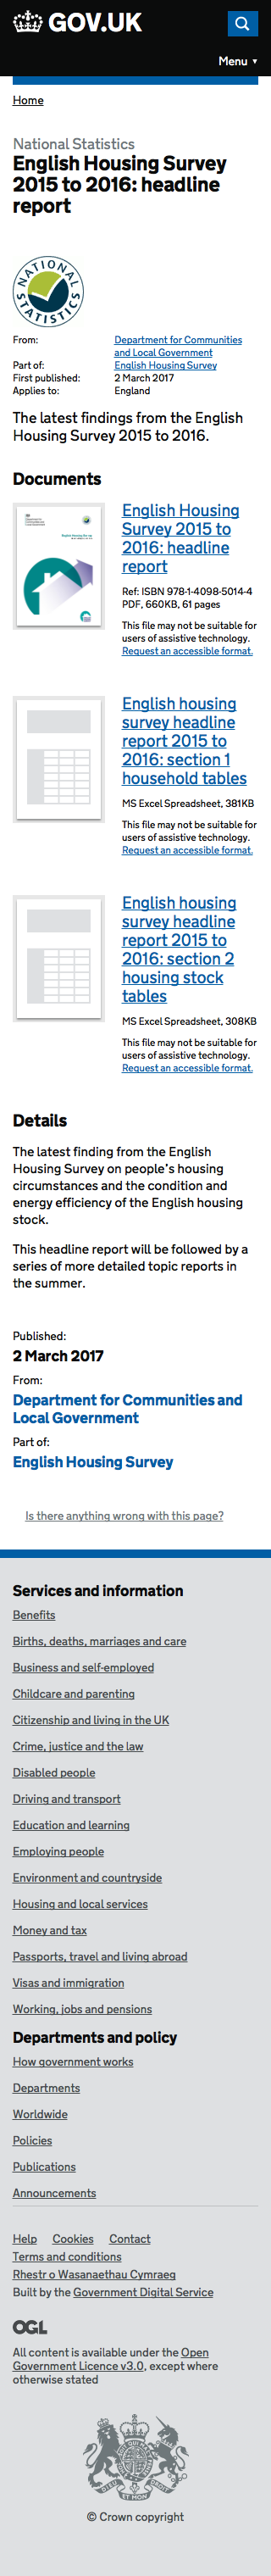 GOV.UK
Menu ▼
Home
National Statistics
English Housing Survey
2015 to 2016: headline
report
NATIONAL STATISTICS
From: Department for Communities
and Local Government
Part of: English Housing Survey
First published: 2 March 2017
Applies to: England
The latest findings from the English
Housing Survey 2015 to 2016.
Documents
English Housing
Survey 2015 to
2016: headline
report
Ref: ISBN 978-1-4098-5014-4
PDF, 660KB, 61 pages
This file may not be suitable for
users of assistive technology.
Request an accessible format.
English housing
survey headline
report 2015 to
2016: section 1
household tables
MS Excel Spreadsheet, 381KB
This file may not be suitable for
users of assistive technology.
Request an accessible format.
English housing
survey headline
report 2015 to
2016: section 2
housing stock
tables
MS Excel Spreadsheet, 308KB
This file may not be suitable for
users of assistive technology.
Request an accessible format.
Details
The latest finding from the English
Housing Survey on people's housing
circumstances and the condition and
energy efficiency of the English housing
stock.
This headline report will be followed by a
series of more detailed topic reports in
the summer.
Published:
2 March 2017
From:
Department for Communities and
Local Government
Part of:
English Housing Survey
Is there anything wrong with this page?
Services and information
Benefits
Births, deaths, marriages and care
Business and self-employed
Childcare and parenting
Citizenship and living in the UK
Crime, justice and the law
Disabled people
Driving and transport
Education and learning
Employing people
Environment and countryside
Housing and local services
Money and tax
Passports, travel and living abroad
Visas and immigration
Working, jobs and pensions
Departments and policy
How government works
Departments
Worldwide
Policies
Publications
Announcements
Help Cookies Contact
Terms and conditions
Rhestr o Wasanaethau Cymraeg
Built by the Government Digital Service
OGL
All content is available under the Open
Government Licence v3.0, except where
otherwise stated
© Crown copyright